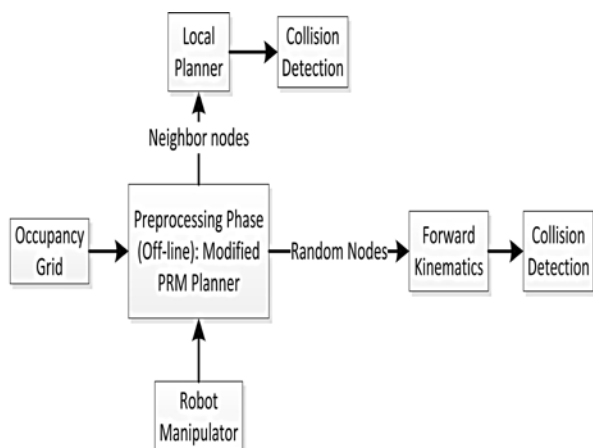 Local
Planner
Collision
Detection
Neighbor nodes
Occupancy
Grid
Preprocessing Phase
(Off-line): Modified
PRM Planner
Random Nodes
Forward
Kinematics
Collision
Detection
Robot
Manipulator